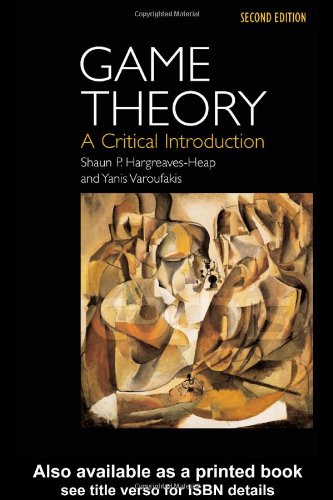 SECOND EDITION
GAME
THEORY
A Critical Introduction
Shaun P. Hargreaves-Heap
and Yanis Varoufakis
Also available as a printed book
see title verso for ISBN details